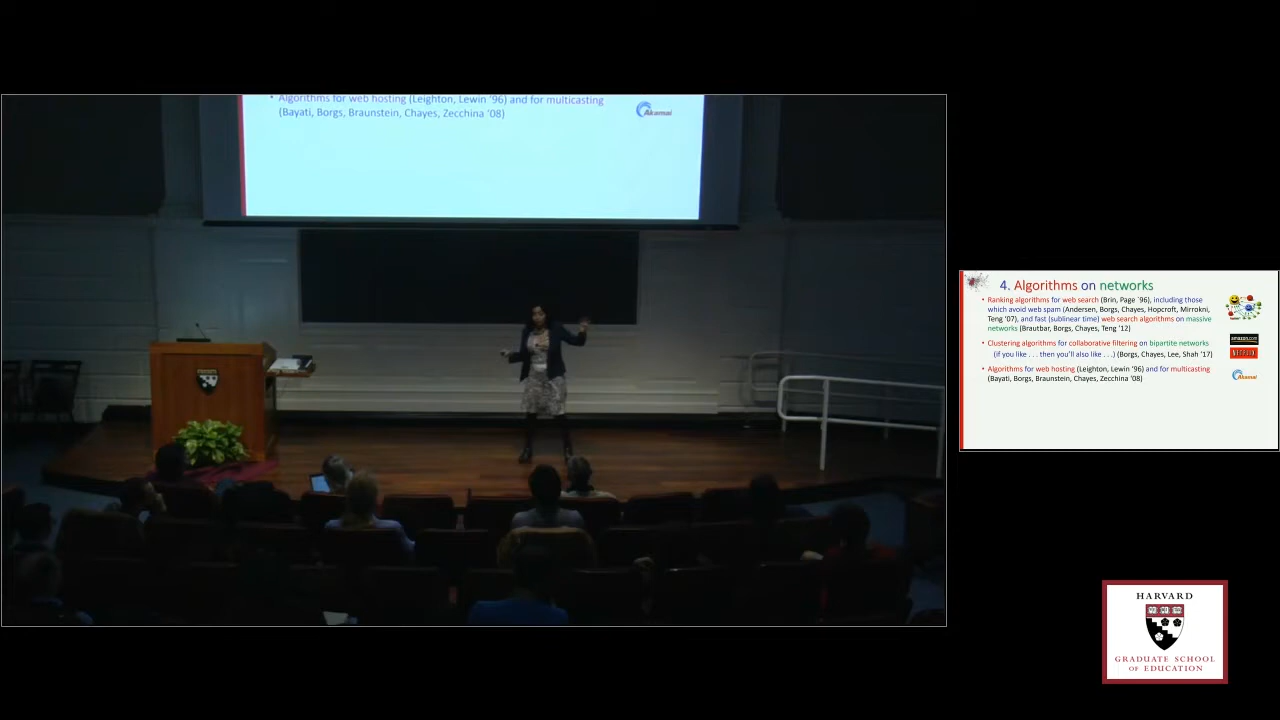 Algorithms for web hosting (Leighton, Lewin '96) and for multicasting
(Bayati, Borgs, Braunstein, Chayes, Zecchina '08)
Akamai
4. Algorithms on networks
• Ranking algorithms for web search (Brin, Page `96), including those
which avoid web spam (Andersen, Borgs, Chayes, Hopcroft, Mirrokni,
Teng '07), and fast (sublinear time) web search algorithms on massive
networks (Brautbar, Borgs, Chayes, Teng '12)
• Clustering algorithms for collaborative filtering on bipartite networks
(if you like . . . then you'll also like . . .) (Borgs, Chayes, Lee, Shah '17)
• Algorithms for web hosting (Leighton, Lewin '96) and for multicasting
(Bayati, Borgs, Braunstein, Chayes, Zecchina '08)
amazon.com
NETFLIX
Akamai
HARVARD
GRADUATE SCHOOL
OF EDUCATION